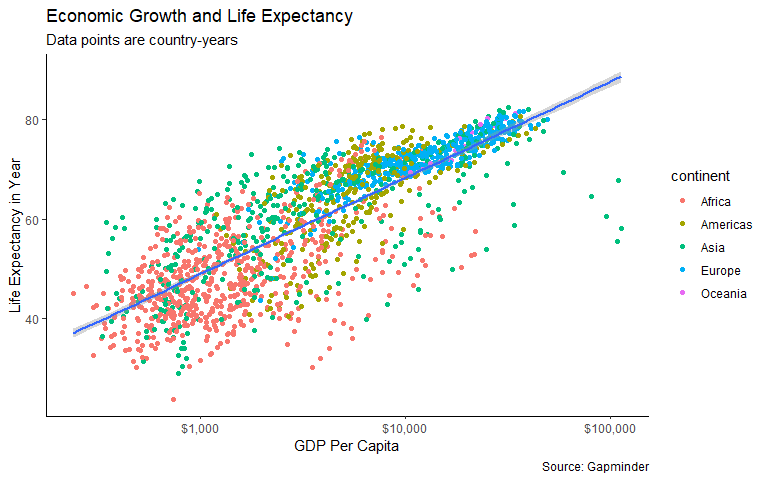 Economic Growth and Life Expectancy
Data points are country-years
Life Expectancy in Year
80
60
40
$1,000
$10,000
$100,000
GDP Per Capita
continent
Africa
Americas
Asia
Europe
Oceania
Source: Gapminder